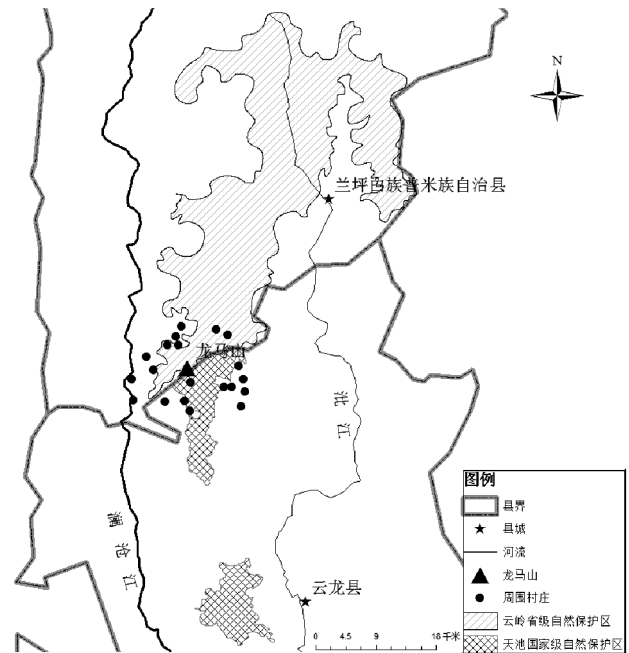 N
兰坪白族普米族自治县
龙马山
沘江
澜沧江
云龙县
图例
县界
县城
河流
龙马山
周围村庄
云岭省级自然保护区
天池国家级自然保护区
0 4.5 9 18千米